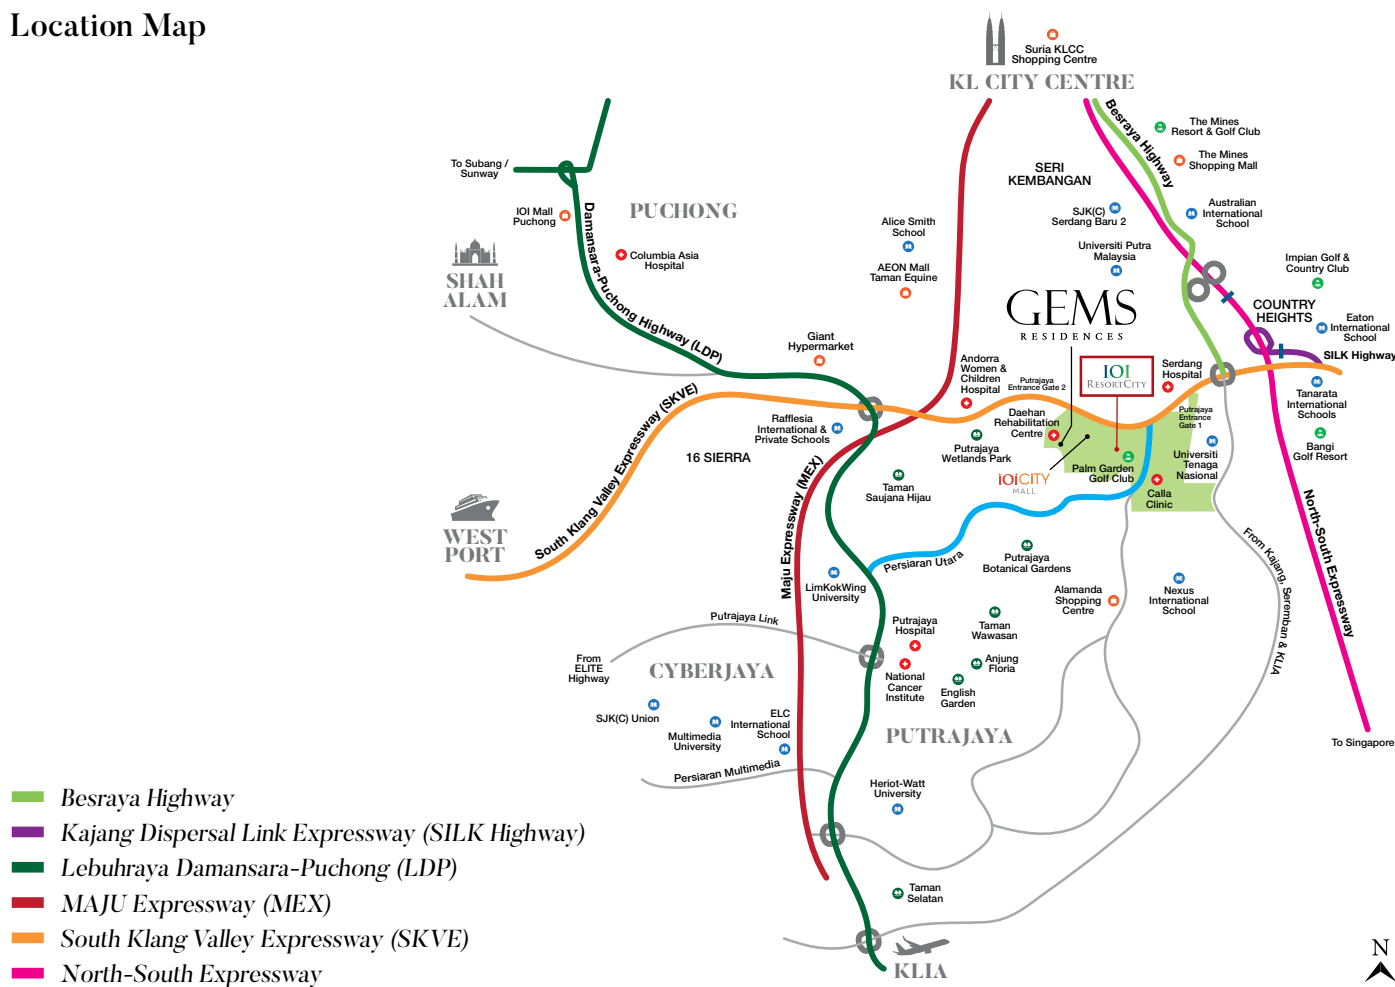 Location Map
Suria KLCC
Shopping Centre
KL CITY CENTRE
Besraya Highway
The Mines
Resort & Golf Club
The Mines
Shopping Mall
To Subang /
Sunway
SERI
KEMBANGAN
IOI Mall
Puchong
PUCHONG
Damansara-Puchong Highway (LDP)
Columbia Asia
Hospital
Alice Smith
School
SJK(C)
Serdang Baru 2
Australian
International
School
Universiti Putra
Malaysia
AEON Mall
Taman Equine
Impian Golf &
Country Club
SHAH
ALAM
GEMS
RESIDENCES
COUNTRY
HEIGHTS
Eaton
International
School
SILK Highway
Giant
Hypermarket
Andorra
Women &
Children
Hospital
Putrajaya
Entrance Gate 2
IOI
RESORTCITY
Serdang
Hospital
Tanarata
International
Schools
South Klang Valley Expressway (SKVE)
Rafflesia
International &
Private Schools
Daehan
Rehabilitation
Centre
Putrajaya
Entrance
Gate 1
Bangi
Golf Resort
16 SIERRA
Putrajaya
Wetlands Park
Palm Garden
Golf Club
Universiti
Tenaga
Nasional
Maju Expressway (MEX)
Taman
Saujana Hijau
IOICITY
MALL
Calla
Clinic
North-South Expressway
WEST
PORT
Persiaran Utara
Putrajaya
Botanical Gardens
From Kajang, Seremban & KLIA
LimKokWing
University
Alamanda
Shopping
Centre
Nexus
International
School
Putrajaya Link
Putrajaya
Hospital
Taman
Wawasan
From
ELITE
Highway
CYBERJAYA
National
Cancer
Institute
Anjung
Floria
English
Garden
SJK(C) Union
Multimedia
University
ELC
International
School
PUTRAJAYA
To Singapore
Persiaran Multimedia
Heriot-Watt
University
Taman
Selatan
KLIA
N
Besraya Highway
Kajang Dispersal Link Expressway (SILK Highway)
Lebuhraya Damansara-Puchong (LDP)
MAJU Expressway (MEX)
South Klang Valley Expressway (SKVE)
North-South Expressway